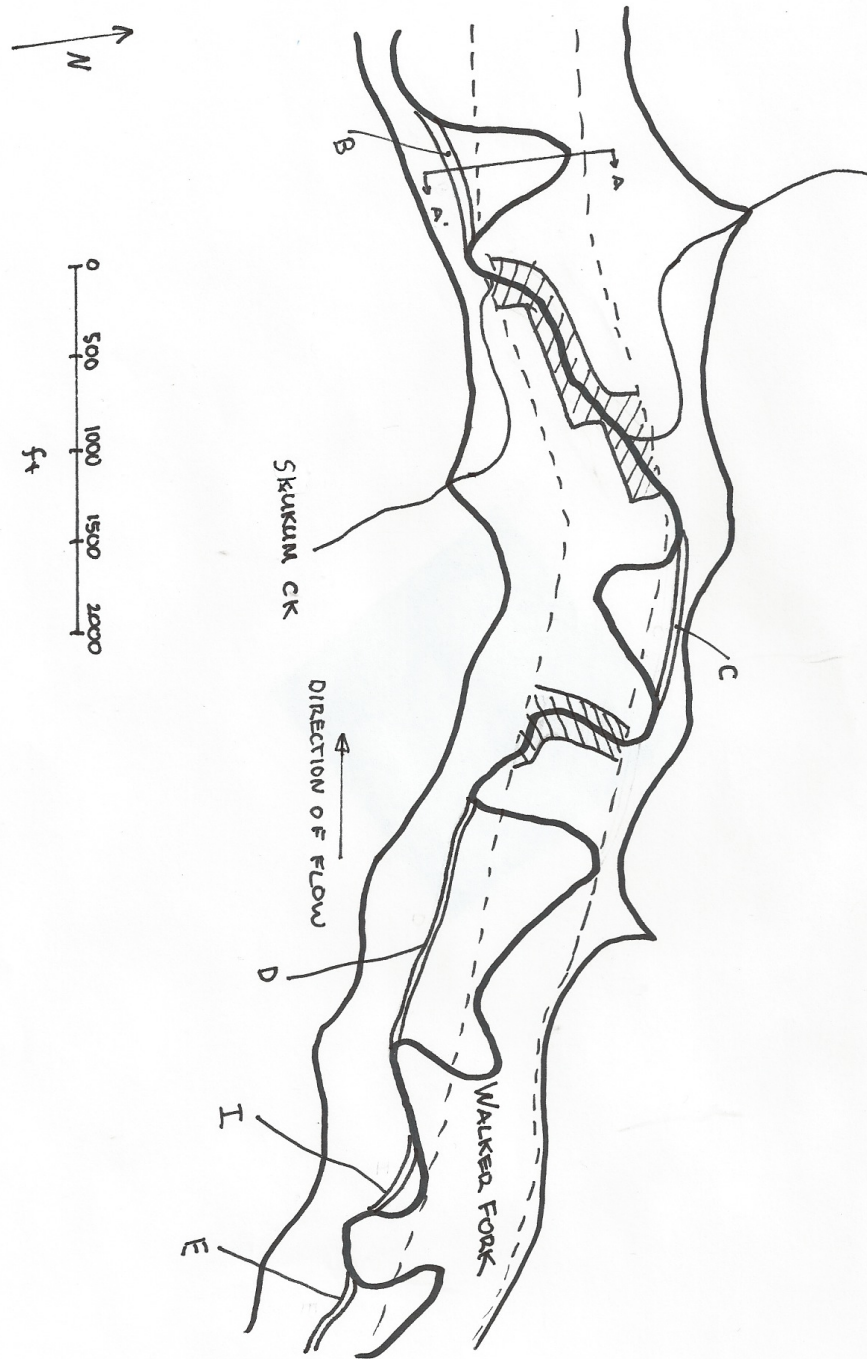 N
B
A
A'
0 500 1000 1500 2000
ft
SKUKUM CK
C
DIRECTION OF FLOW
D
WALKER FORK
I
E